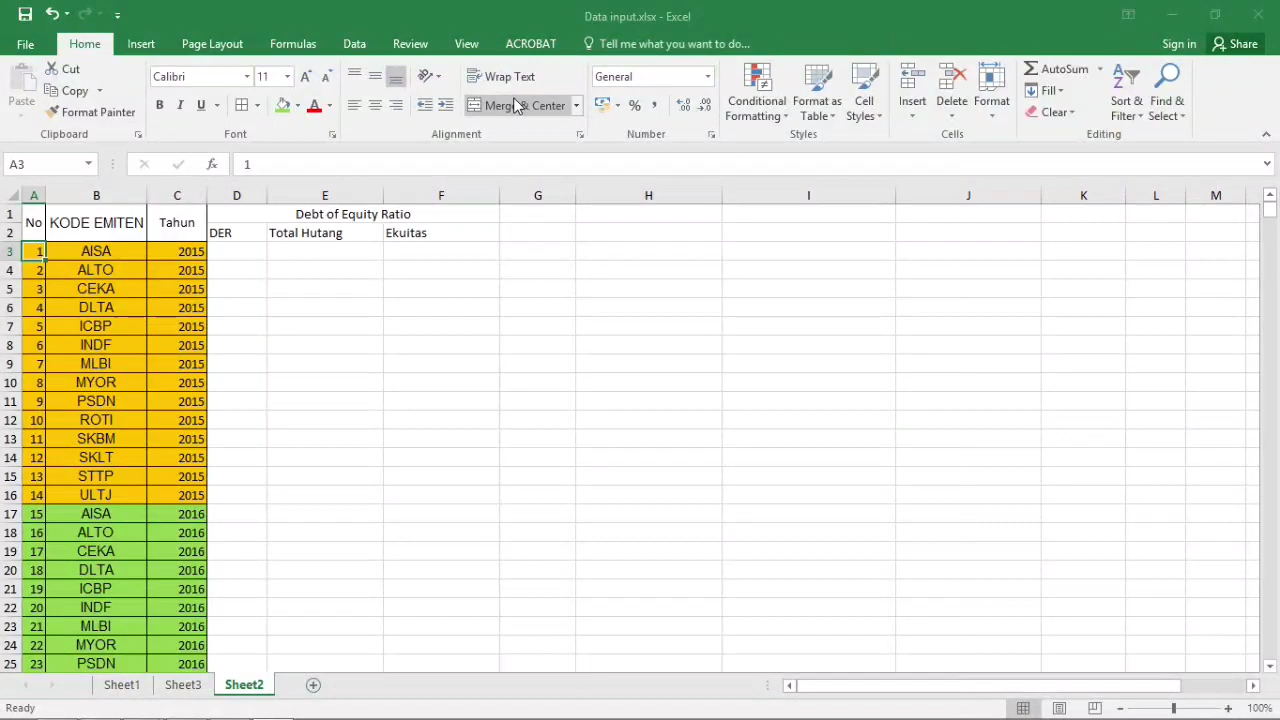 Data input.xlsx - Excel
File Home Insert Page Layout Formulas Data Review View ACROBAT Tell me what you want to do... Sign in Share
Paste Cut Copy Format Painter Clipboard
Calibri 11 B I U A Font
Wrap Text Merge & Center Alignment
General % , Number
Conditional Formatting Format as Table Cell Styles Styles
Insert Delete Format Cells
AutoSum Fill Clear Sort & Filter Find & Select Editing
A3 fx 1
A B C D E F G H I J K L M
1 No KODE EMITEN Tahun Debt of Equity Ratio
2 DER Total Hutang Ekuitas
3 1 AISA 2015
4 2 ALTO 2015
5 3 CEKA 2015
6 4 DLTA 2015
7 5 ICBP 2015
8 6 INDF 2015
9 7 MLBI 2015
10 8 MYOR 2015
11 9 PSDN 2015
12 10 ROTI 2015
13 11 SKBM 2015
14 12 SKLT 2015
15 13 STTP 2015
16 14 ULTJ 2015
17 15 AISA 2016
18 16 ALTO 2016
19 17 CEKA 2016
20 18 DLTA 2016
21 19 ICBP 2016
22 20 INDF 2016
23 21 MLBI 2016
24 22 MYOR 2016
25 23 PSDN 2016
Sheet1 Sheet3 Sheet2
Ready 100%